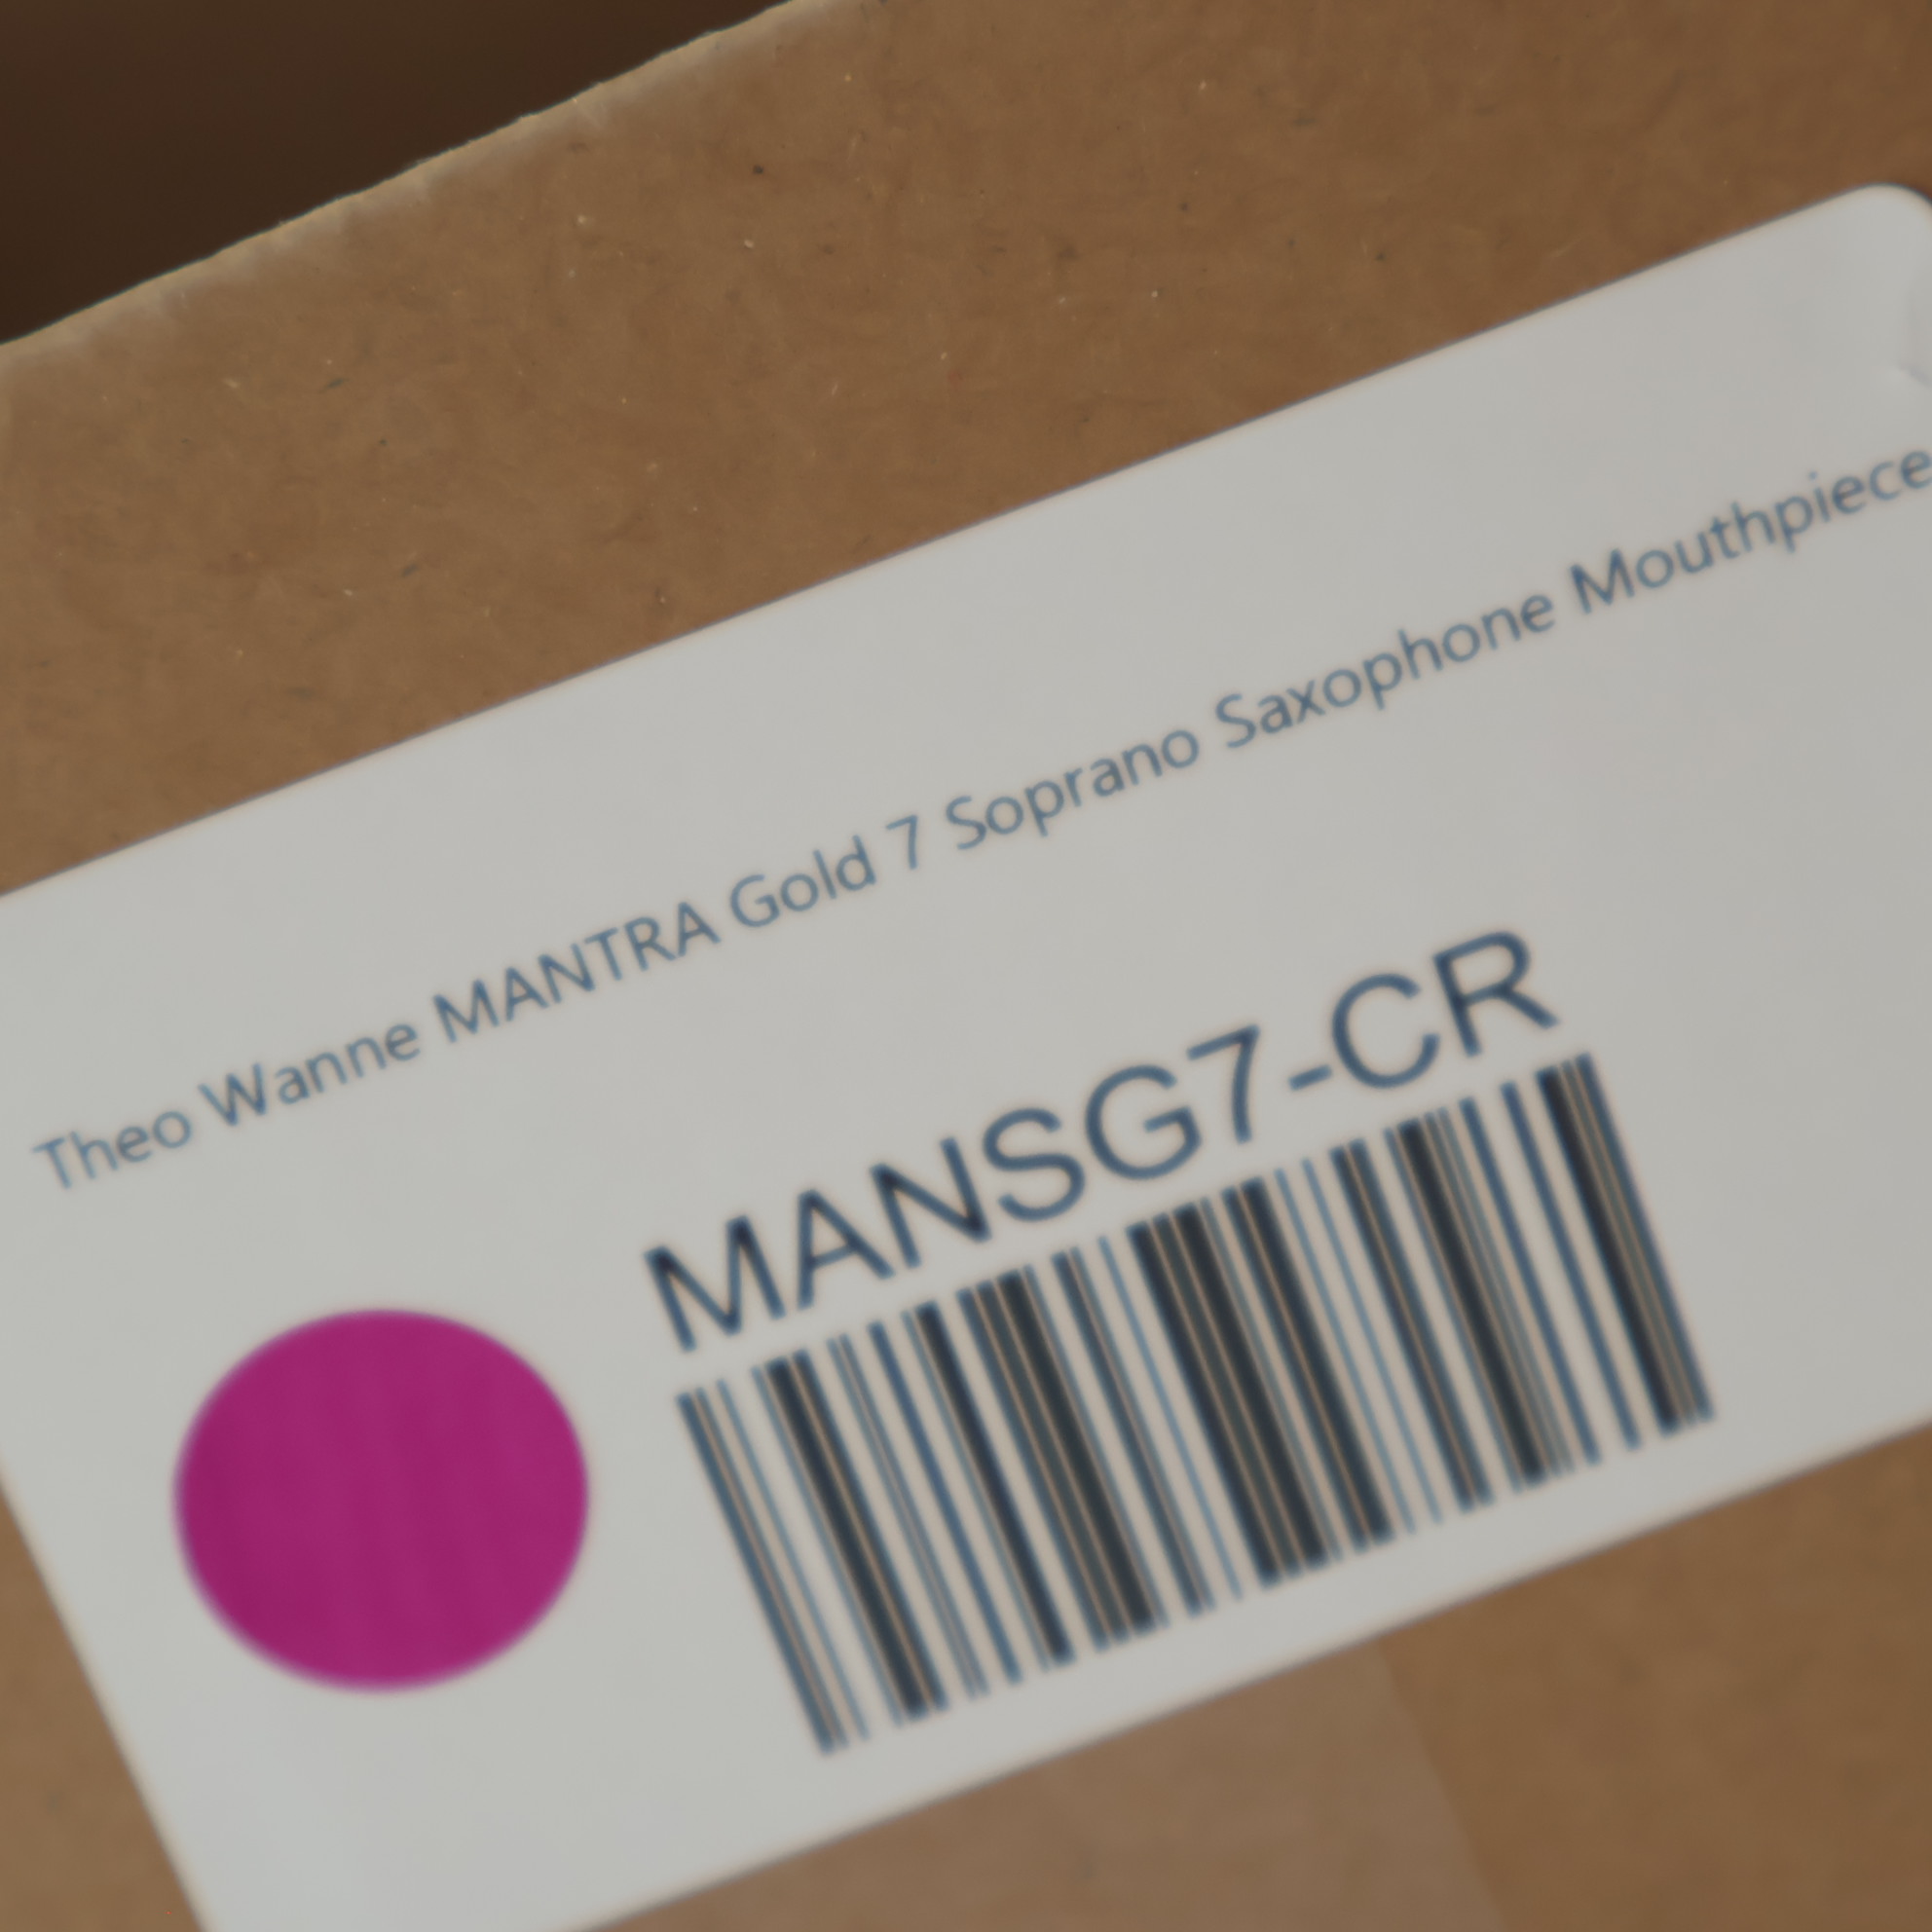 Theo Wanne MANTRA Gold 7 Soprano Saxophone Mouthpiece
MANSG7-CR